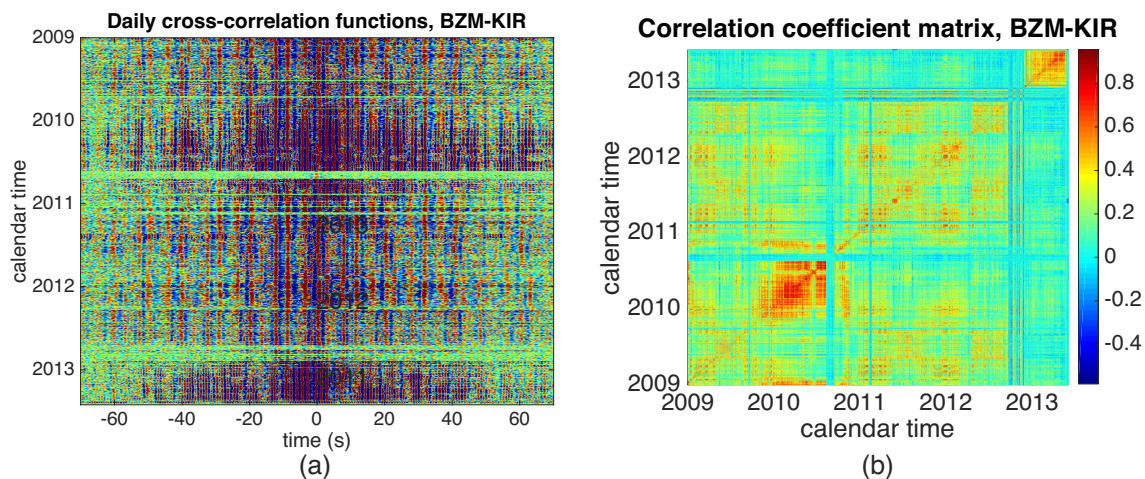 Daily cross-correlation functions, BZM-KIR
2009
2010
2011
2012
2013
calendar time
2010
2012
-60 -40 -20 0 20 40 60
time (s)
(a)
Correlation coefficient matrix, BZM-KIR
2013
2012
2011
2010
2009
calendar time
2009 2010 2011 2012 2013
calendar time
(b)
0.8
0.6
0.4
0.2
0
-0.2
-0.4